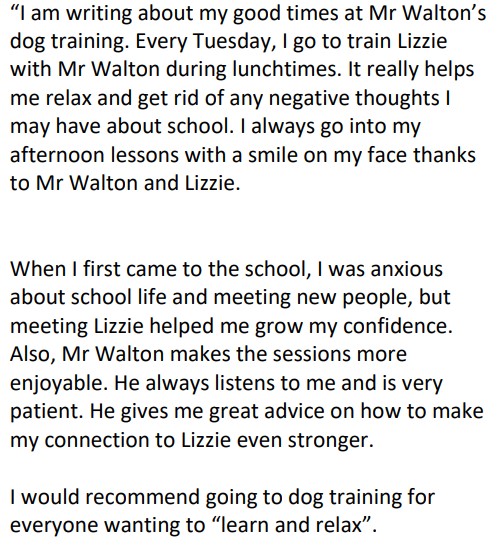 “I am writing about my good times at Mr Walton’s
dog training. Every Tuesday, I go to train Lizzie
with Mr Walton during lunchtimes. It really helps
me relax and get rid of any negative thoughts I
may have about school. I always go into my
afternoon lessons with a smile on my face thanks
to Mr Walton and Lizzie.
When I first came to the school, I was anxious
about school life and meeting new people, but
meeting Lizzie helped me grow my confidence.
Also, Mr Walton makes the sessions more
enjoyable. He always listens to me and is very
patient. He gives me great advice on how to make
my connection to Lizzie even stronger.
I would recommend going to dog training for
everyone wanting to “learn and relax”.